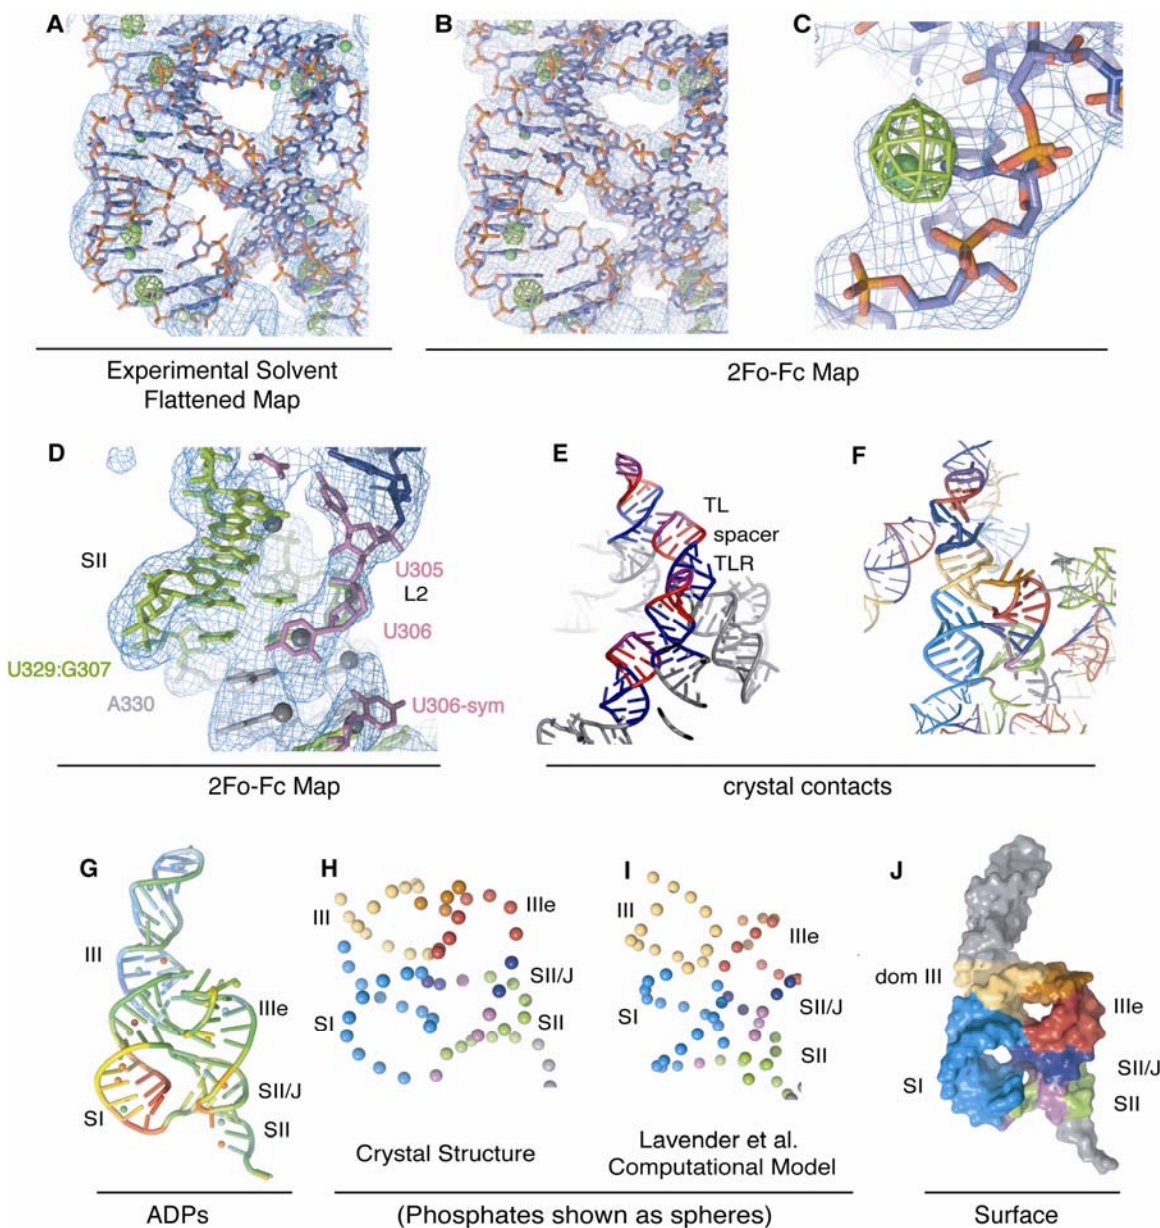 A
B
C
Experimental Solvent
Flattened Map
2Fo-Fc Map
D
SII
U305
L2
U306
U329:G307
A330
U306-sym
2Fo-Fc Map
E
TL
spacer
TLR
F
crystal contacts
G
III
IIIe
SI
SII/J
SII
ADPs
H
III
IIIe
SII/J
SI
SII
Crystal Structure
I
III
IIIe
SI
SII/J
SII
Lavender et al.
Computational Model
(Phosphates shown as spheres)
J
dom III
IIIe
SI
SII/J
SII
Surface